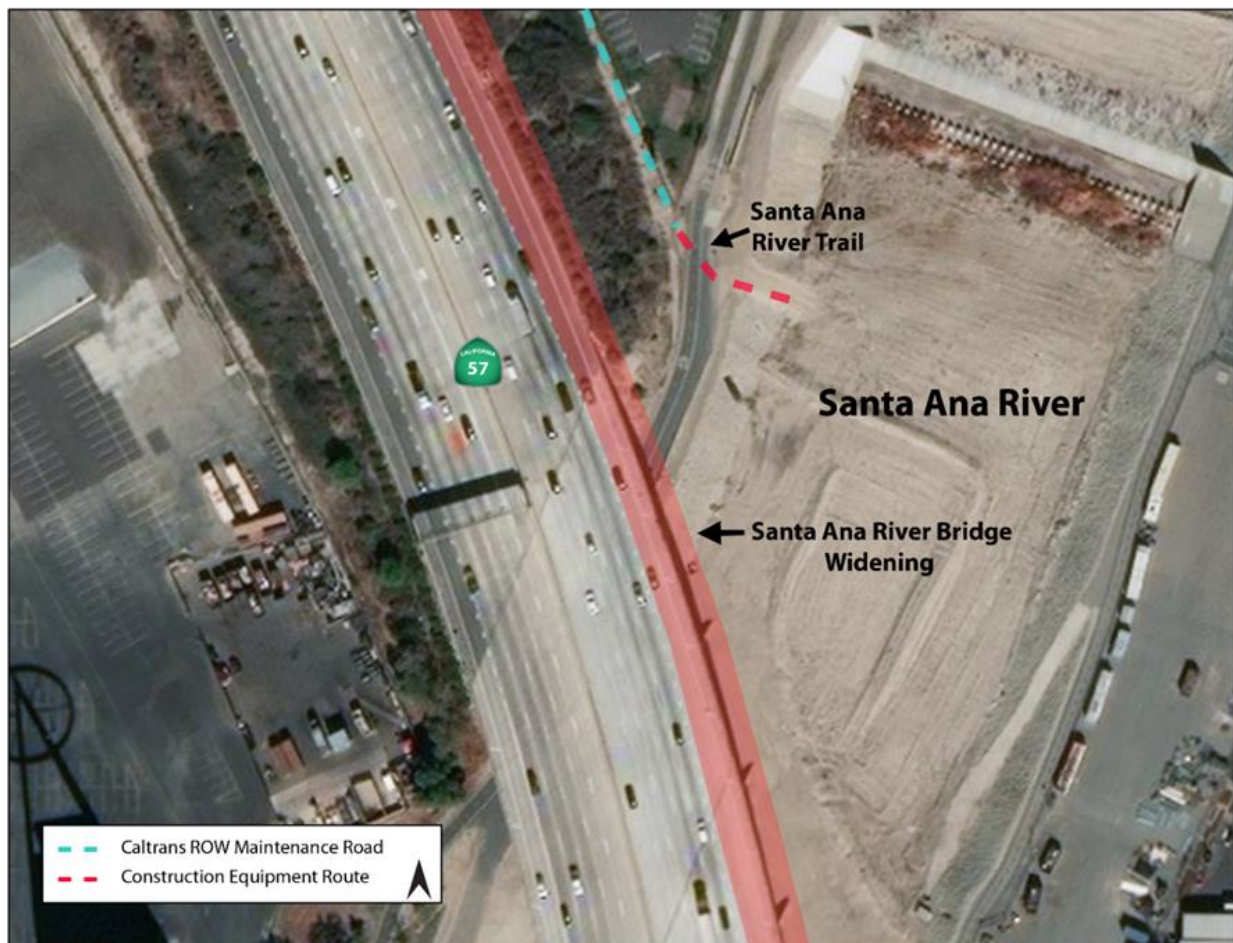 Santa Ana
River Trail
CALIFORNIA
57
Santa Ana River
Santa Ana River Bridge
Widening
Caltrans ROW Maintenance Road
Construction Equipment Route